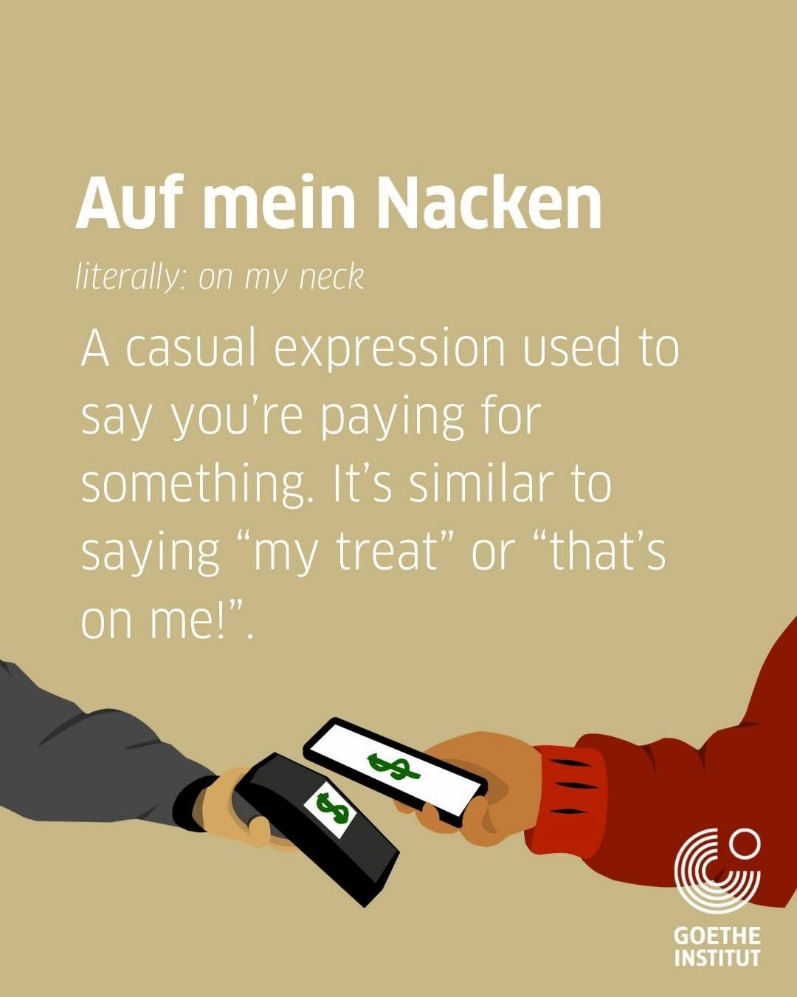 Auf mein Nacken
literally: on my neck
A casual expression used to
say you’re paying for
something. It’s similar to
saying “my treat” or “that’s
on me!”.
$
$
GOETHE
INSTITUT